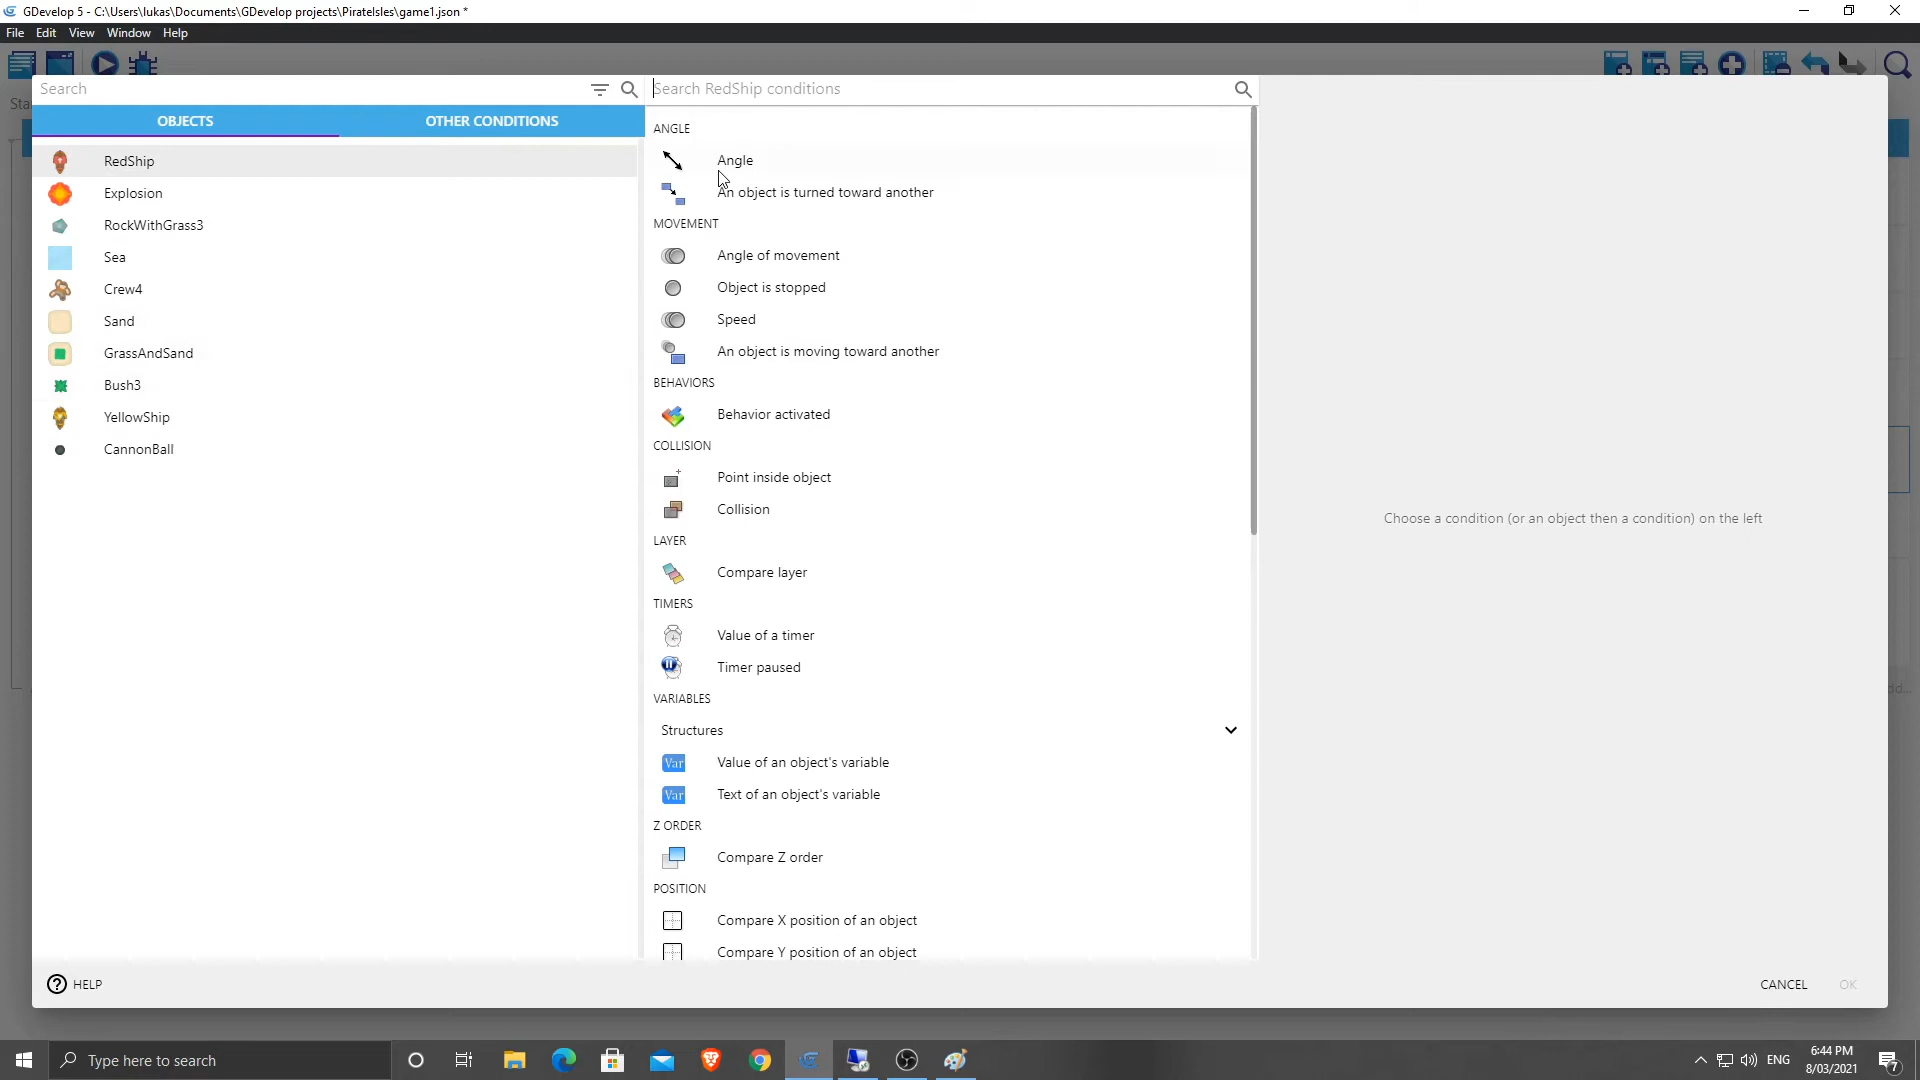 GDevelop 5 - C:\Users\lukas\Documents\GDevelop projects\PirateIsles\game1.json *
File Edit View Window Help
Search
Search RedShip conditions
Sta
OBJECTS
OTHER CONDITIONS
RedShip
Explosion
RockWithGrass3
Sea
Crew4
Sand
GrassAndSand
Bush3
YellowShip
CannonBall
ANGLE
Angle
An object is turned toward another
MOVEMENT
Angle of movement
Object is stopped
Speed
An object is moving toward another
BEHAVIORS
Behavior activated
COLLISION
Point inside object
Collision
LAYER
Compare layer
TIMERS
Value of a timer
Timer paused
VARIABLES
Structures
Var Value of an object's variable
Var Text of an object's variable
Z ORDER
Compare Z order
POSITION
Compare X position of an object
Compare Y position of an object
Choose a condition (or an object then a condition) on the left
od...
? HELP
CANCEL
OK
Type here to search
ENG
6:44 PM
8/03/2021
7